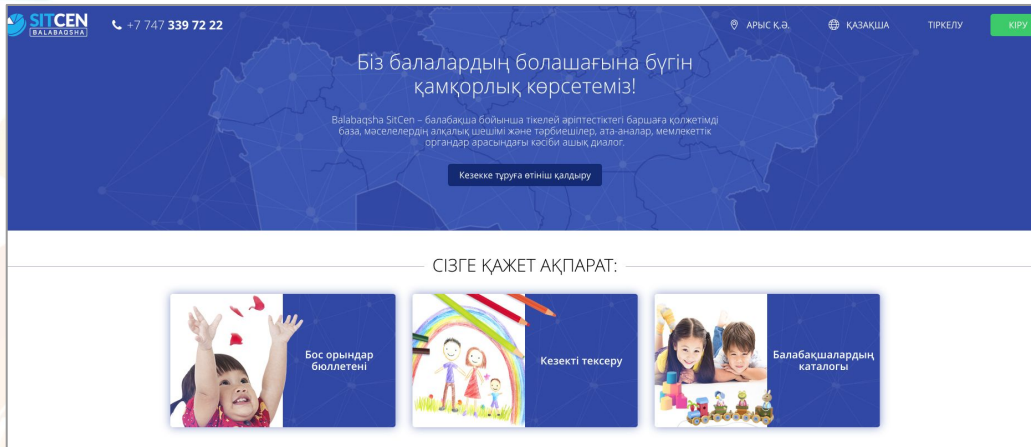 SITCEN
BALABAQSHA
+7 747 339 72 22
АРЫС Қ.Ә.
ҚАЗАҚША
ТІРКЕЛУ
КІРУ
Біз балалардың болашағына бүгін
қамқорлық көрсетеміз!
Balabaqsha SitCen – балабақша бойынша тікелей әріптестіктегі баршаға қолжетімді
база, мәселелердің алқалық шешімі және тәрбиешілер, ата-аналар, мемлекеттік
органдар арасындағы кәсіби ашық диалог.
Кезекке тұруға өтініш қалдыру
СІЗГЕ ҚАЖЕТ АҚПАРАТ:
Бос орындар
бюллетені
Кезекті тексеру
Балабақшалардың
каталогы